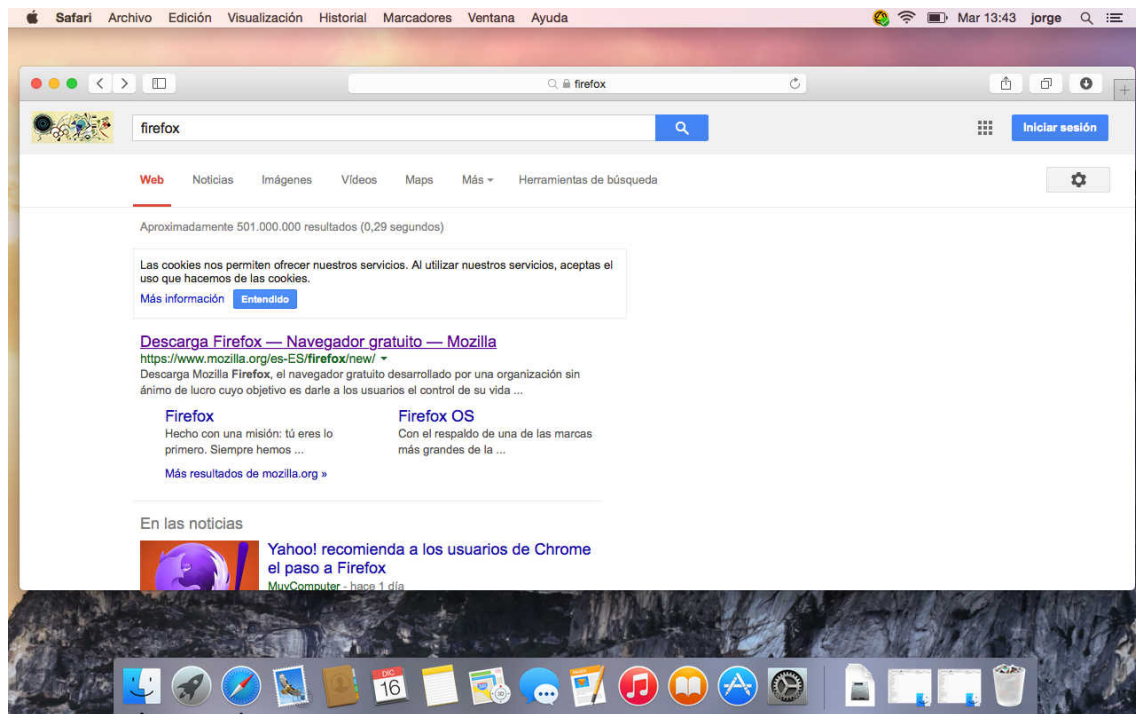 Safari Archivo Edición Visualización Historial Marcadores Ventana Ayuda Mar 13:43 jorge
firefox
firefox
Iniciar sesión
Web Noticias Imágenes Vídeos Maps Más Herramientas de búsqueda
Aproximadamente 501.000.000 resultados (0,29 segundos)
Las cookies nos permiten ofrecer nuestros servicios. Al utilizar nuestros servicios, aceptas el
uso que hacemos de las cookies.
Más información Entendido
Descarga Firefox — Navegador gratuito — Mozilla
https://www.mozilla.org/es-ES/firefox/new/
Descarga Mozilla Firefox, el navegador gratuito desarrollado por una organización sin
ánimo de lucro cuyo objetivo es darle a los usuarios el control de su vida ...
Firefox
Hecho con una misión: tú eres lo
primero. Siempre hemos ...
Firefox OS
Con el respaldo de una de las marcas
más grandes de la ...
Más resultados de mozilla.org »
En las noticias
Yahoo! recomienda a los usuarios de Chrome
el paso a Firefox
MuyComputer - hace 1 día
DIC
16